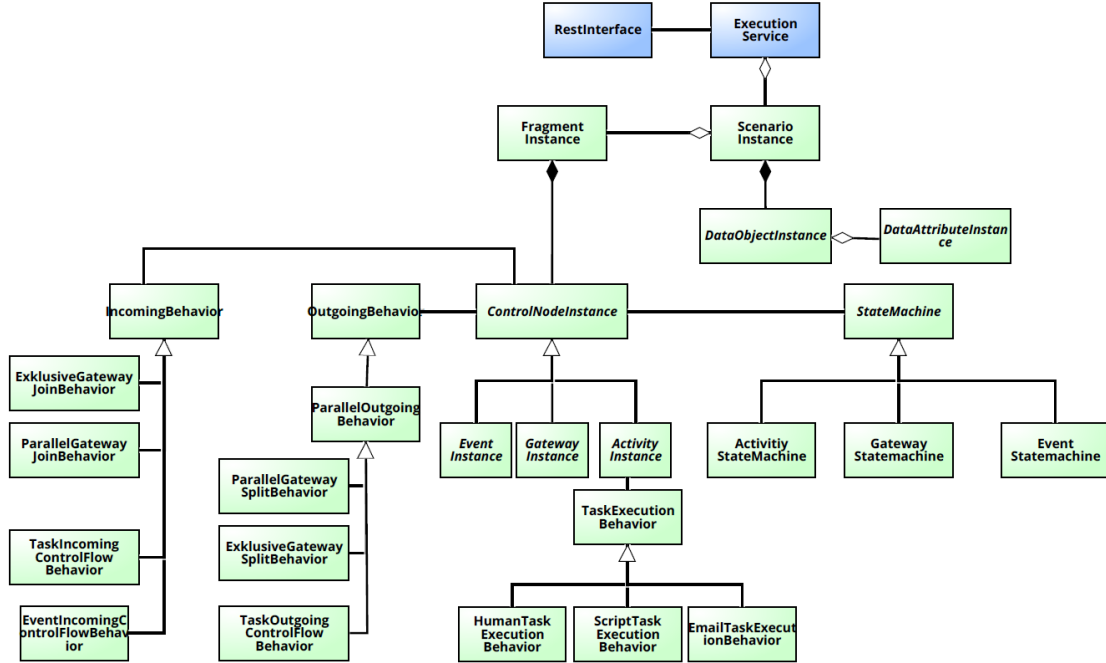 RestInterface
Execution
Service
Fragment
Instance
Scenario
Instance
DataObjectInstance
DataAttributeInstan
ce
IncomingBehavior
OutgoingBehavior
ControlNodeInstance
StateMachine
ExklusiveGateway
JoinBehavior
ParallelOutgoing
Behavior
ParallelGateway
JoinBehavior
Event
Instance
Gateway
Instance
Activity
Instance
Activitiy
StateMachine
Gateway
Statemachine
Event
Statemachine
ParallelGateway
SplitBehavior
TaskExecution
Behavior
TaskIncoming
ControlFlow
Behavior
ExklusiveGateway
SplitBehavior
EventIncomingC
ontrolFlowBehav
ior
TaskOutgoing
ControlFlow
Behavior
HumanTask
Execution
Behavior
ScriptTask
Execution
Behavior
EmailTaskExecut
ionBehavior